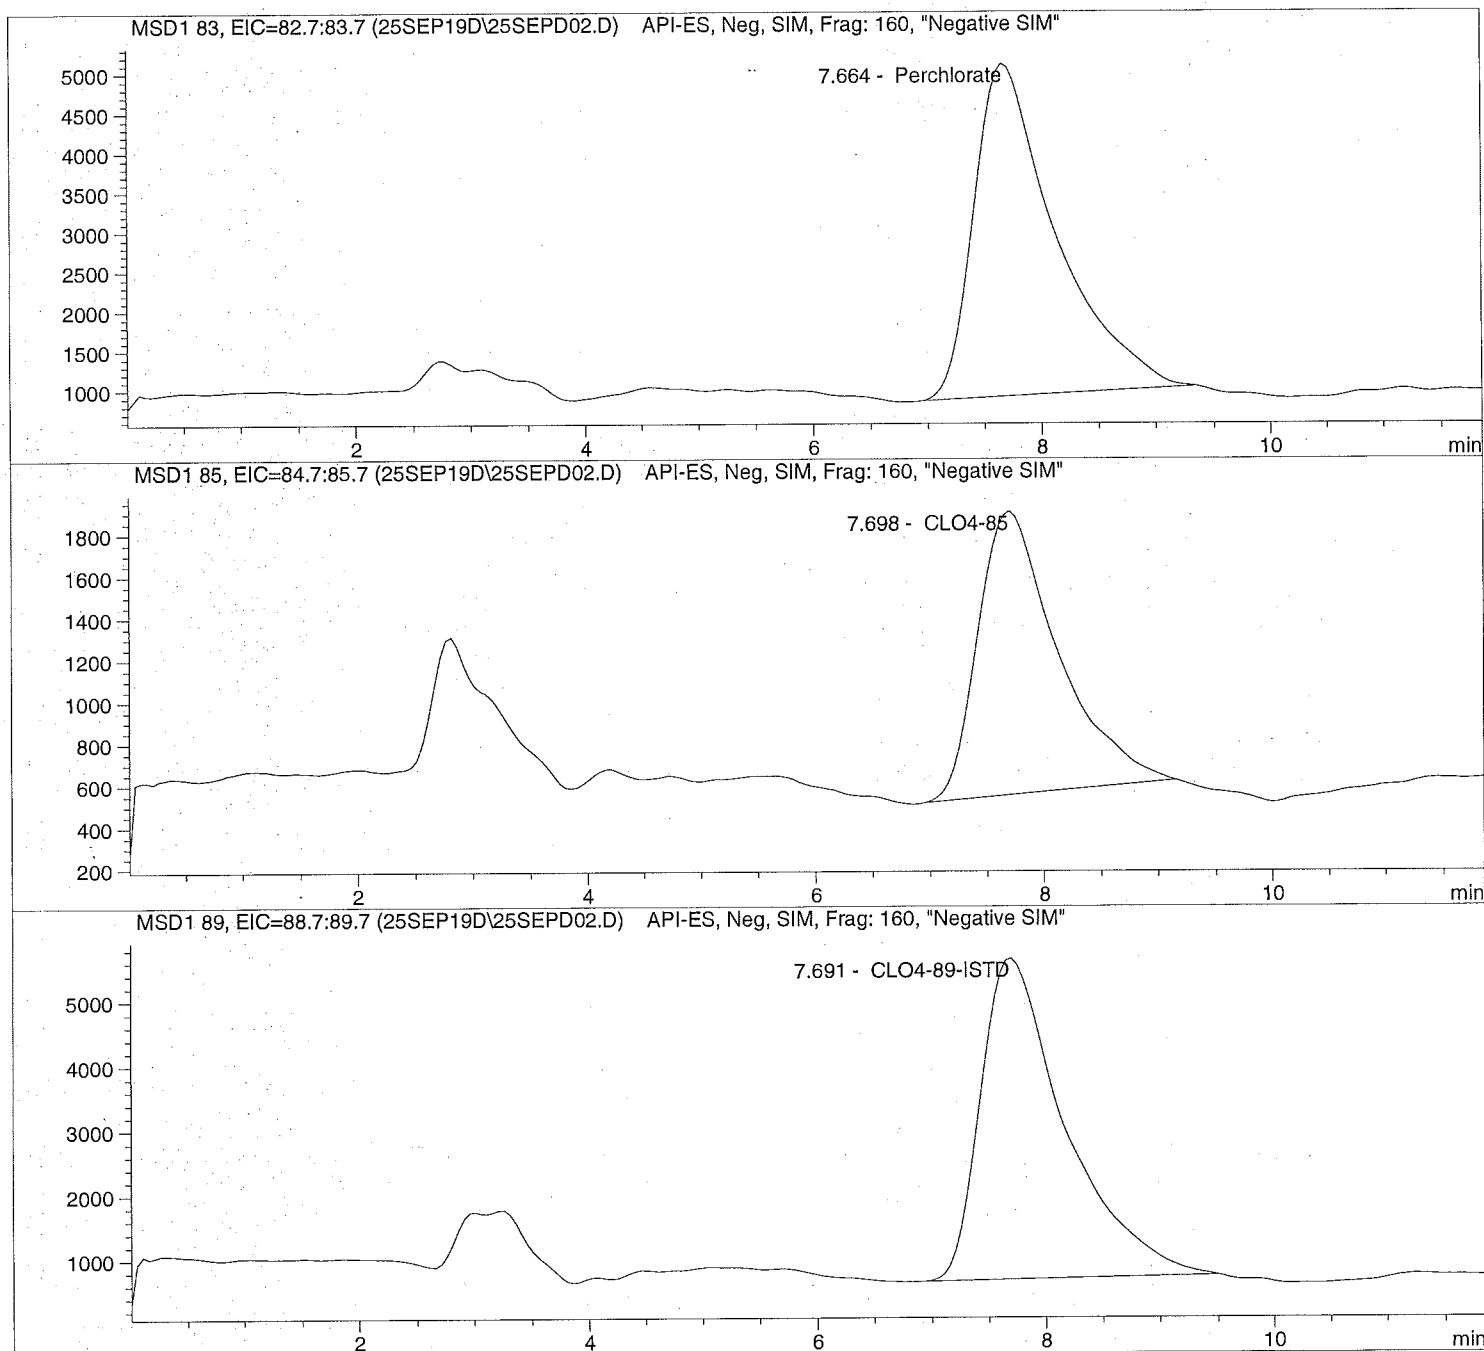 MSD1 83, EIC=82.7:83.7 (25SEP19D\25SEPD02.D) API-ES, Neg, SIM, Frag: 160, "Negative SIM"
7.664 - Perchlorate
5000
4500
4000
3500
3000
2500
2000
1500
1000
2 4 6 8 10 min
MSD1 85, EIC=84.7:85.7 (25SEP19D\25SEPD02.D) API-ES, Neg, SIM, Frag: 160, "Negative SIM"
7.698 - CLO4-85
1800
1600
1400
1200
1000
800
600
400
200
2 4 6 8 10 min
MSD1 89, EIC=88.7:89.7 (25SEP19D\25SEPD02.D) API-ES, Neg, SIM, Frag: 160, "Negative SIM"
7.691 - CLO4-89-ISTD
5000
4000
3000
2000
1000
2 4 6 8 10 min